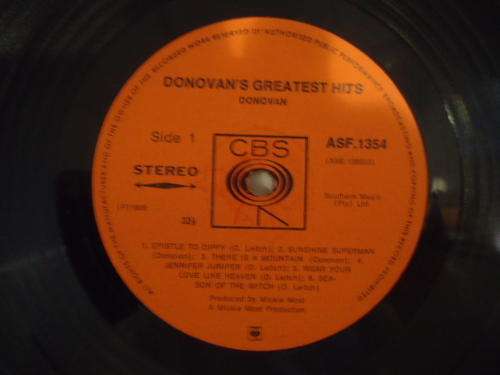 DONOVAN'S GREATEST HITS
DONOVAN
Side 1
CBS
ASF.1354
STEREO
Southern Music
(Pty.) Ltd.
33⅓
1. EPISTLE TO DIPPY (D. Leitch); 2. SUNSHINE SUPERMAN
(Donovan); 3. THERE IS A MOUNTAIN (Donovan); 4.
JENNIFER JUNIPER (D. Leitch); 5. WEAR YOUR
LOVE LIKE HEAVEN (D. Leitch); 6. SEA-
SON OF THE WITCH (D. Leitch)
Produced by Mickie Most
A Mickie Most Production